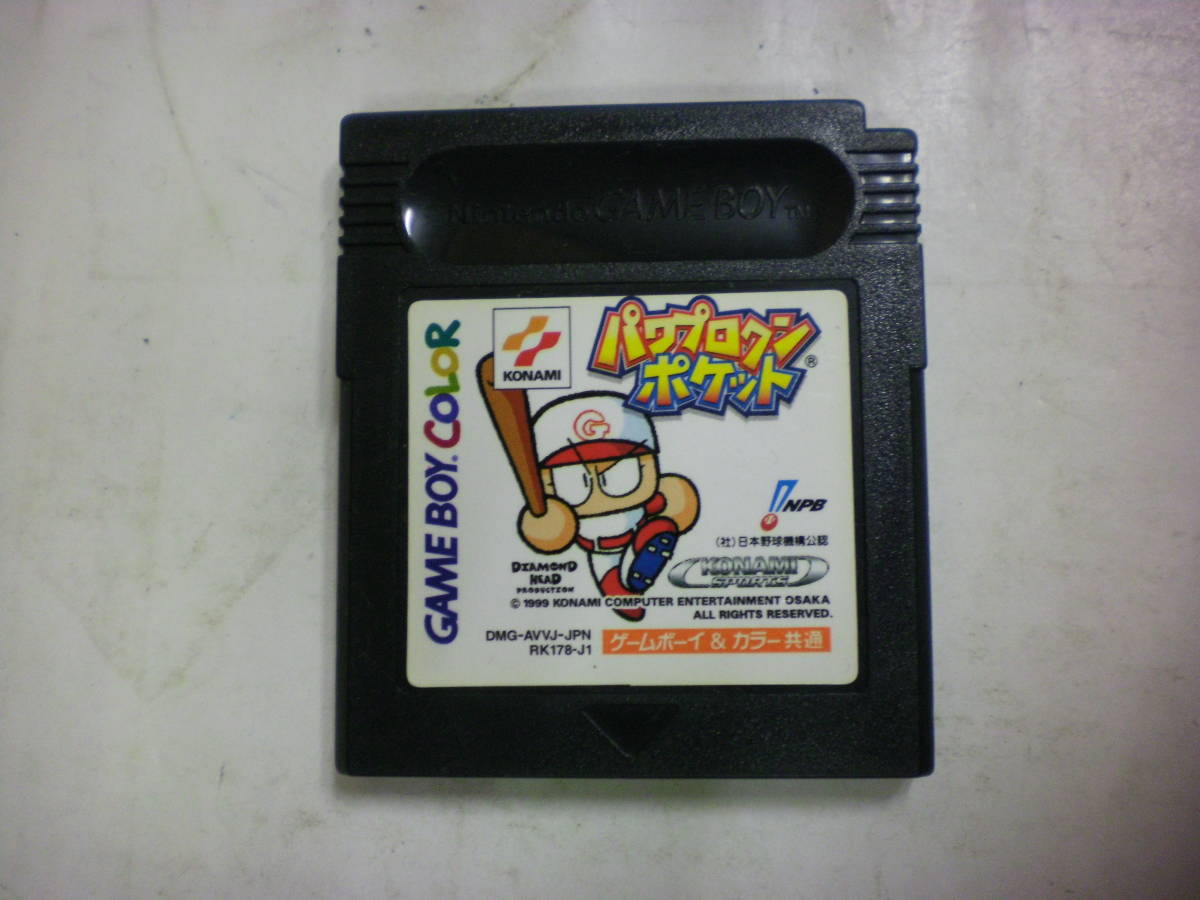 Nintendo GAME BOY TM
GAME BOY COLOR
KONAMI
パワプロクン
ポケット®
G
NPB
(社)日本野球機構公認
KONAMI
SPORTS
DIAMOND
HEAD
PRODUCTION
© 1999 KONAMI COMPUTER ENTERTAINMENT OSAKA
ALL RIGHTS RESERVED.
DMG-AVVJ-JPN
RK178-J1
ゲームボーイ & カラー共通